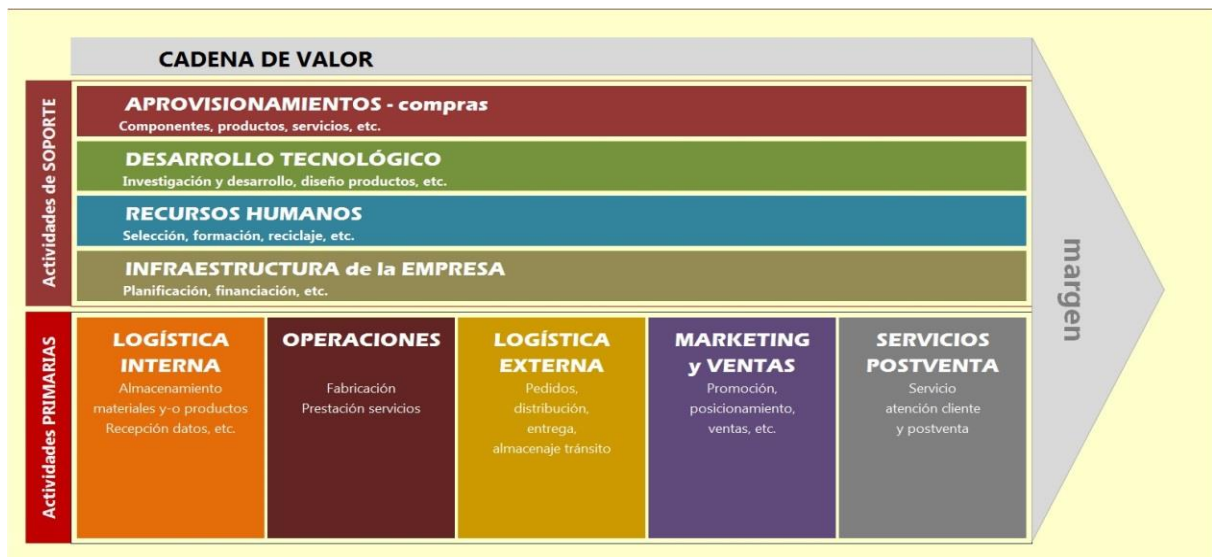 CADENA DE VALOR
Actividades de SOPORTE
APROVISIONAMIENTOS - compras
Componentes, productos, servicios, etc.
DESARROLLO TECNOLÓGICO
Investigación y desarrollo, diseño productos, etc.
RECURSOS HUMANOS
Selección, formación, reciclaje, etc.
INFRAESTRUCTURA de la EMPRESA
Planificación, financiación, etc.
margen
Actividades PRIMARIAS
LOGÍSTICA
INTERNA
Almacenamiento
materiales y-o productos
Recepción datos, etc.
OPERACIONES
Fabricación
Prestación servicios
LOGÍSTICA
EXTERNA
Pedidos,
distribución,
entrega,
almacenaje tránsito
MARKETING
y VENTAS
Promoción,
posicionamiento,
ventas, etc.
SERVICIOS
POSTVENTA
Servicio
atención cliente
y postventa